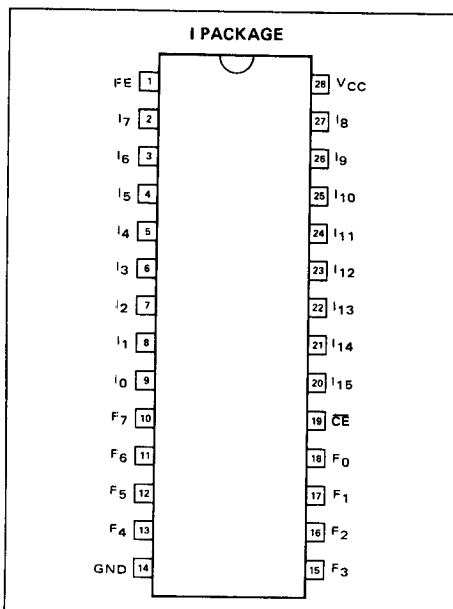 I PACKAGE
FE 1 28 VCC
I7 2 27 I8
I6 3 26 I9
I5 4 25 I10
I4 5 24 I11
I3 6 23 I12
I2 7 22 I13
I1 8 21 I14
I0 9 20 I15
F7 10 19 C̅E̅
F6 11 18 F0
F5 12 17 F1
F4 13 16 F2
GND 14 15 F3